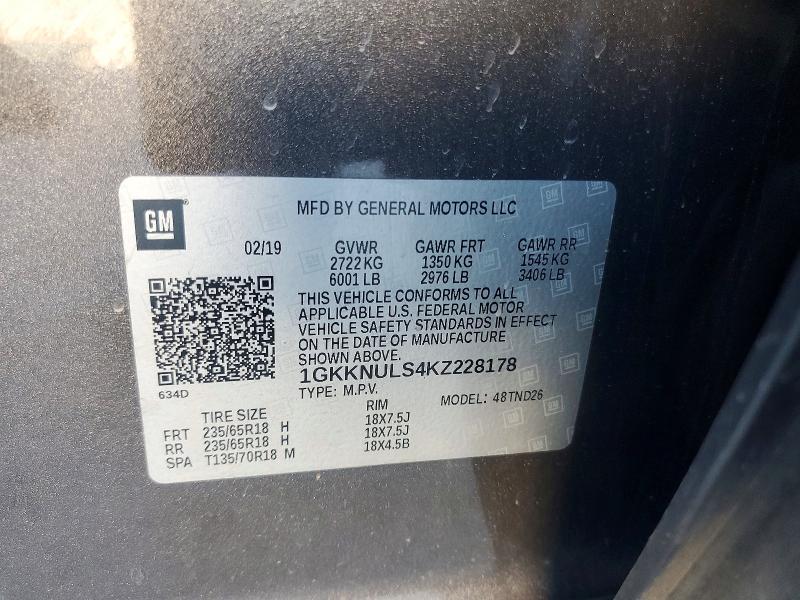 GM
MFD BY GENERAL MOTORS LLC
02/19 GVWR GAWR FRT GAWR RR
2722 KG 1350 KG 1545 KG
6001 LB 2976 LB 3406 LB
THIS VEHICLE CONFORMS TO ALL
APPLICABLE U.S. FEDERAL MOTOR
VEHICLE SAFETY STANDARDS IN EFFECT
ON THE DATE OF MANUFACTURE
SHOWN ABOVE.
1GKKNULS4KZ228178
634D TYPE: M.P.V. MODEL: 48TND26
TIRE SIZE RIM
FRT 235/65R18 H 18X7.5J
RR 235/65R18 H 18X7.5J
SPA T135/70R18 M 18X4.5B